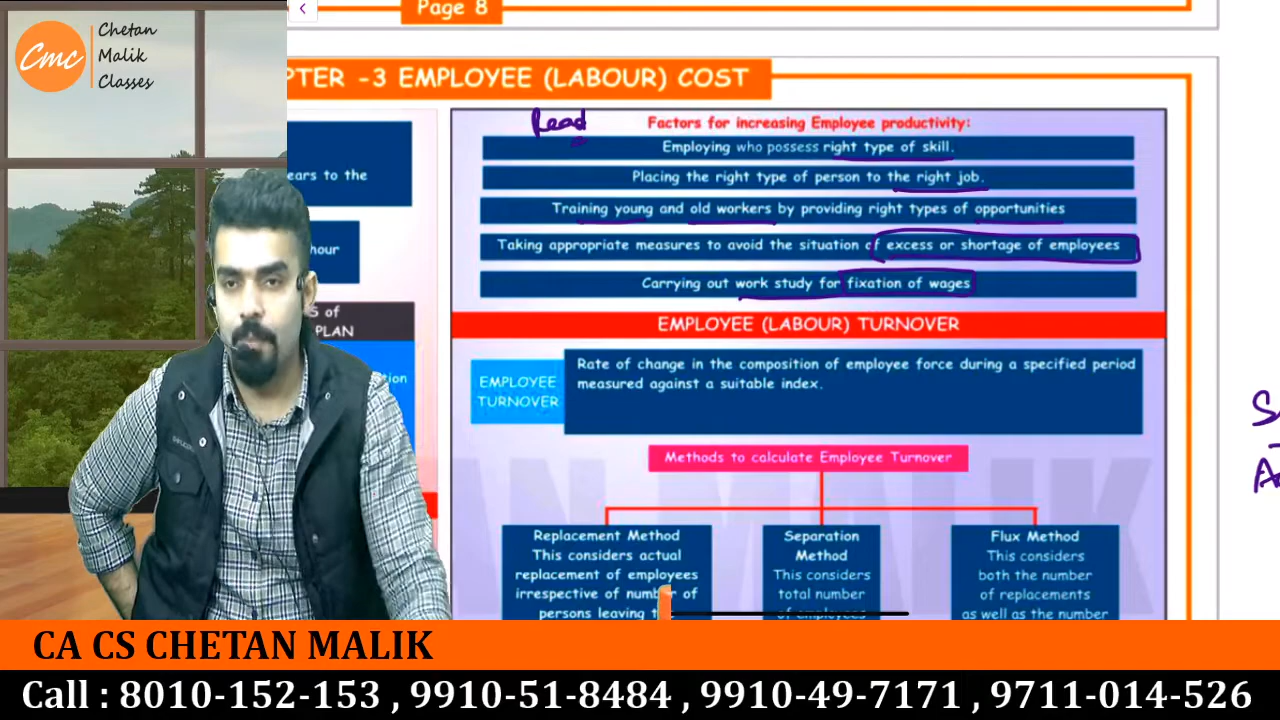 Page 8
Cmc
Chetan
Malik
Classes
PTER -3 EMPLOYEE (LABOUR) COST
Read
Factors for increasing Employee productivity:
Employing who possess right type of skill.
Placing the right type of person to the right job.
Training young and old workers by providing right types of opportunities
Taking appropriate measures to avoid the situation of excess or shortage of employees
Carrying out work study for fixation of wages
ears to the
hour
S of
PLAN
tion
EMPLOYEE (LABOUR) TURNOVER
EMPLOYEE
TURNOVER
Rate of change in the composition of employee force during a specified period
measured against a suitable index.
Methods to calculate Employee Turnover
Replacement Method
This considers actual
replacement of employees
irrespective of number of
persons leaving
Separation
Method
This considers
total number
of employees
Flux Method
This considers
both the number
of replacements
as well as the number
CA CS CHETAN MALIK
Call : 8010-152-153 , 9910-51-8484 , 9910-49-7171 , 9711-014-526